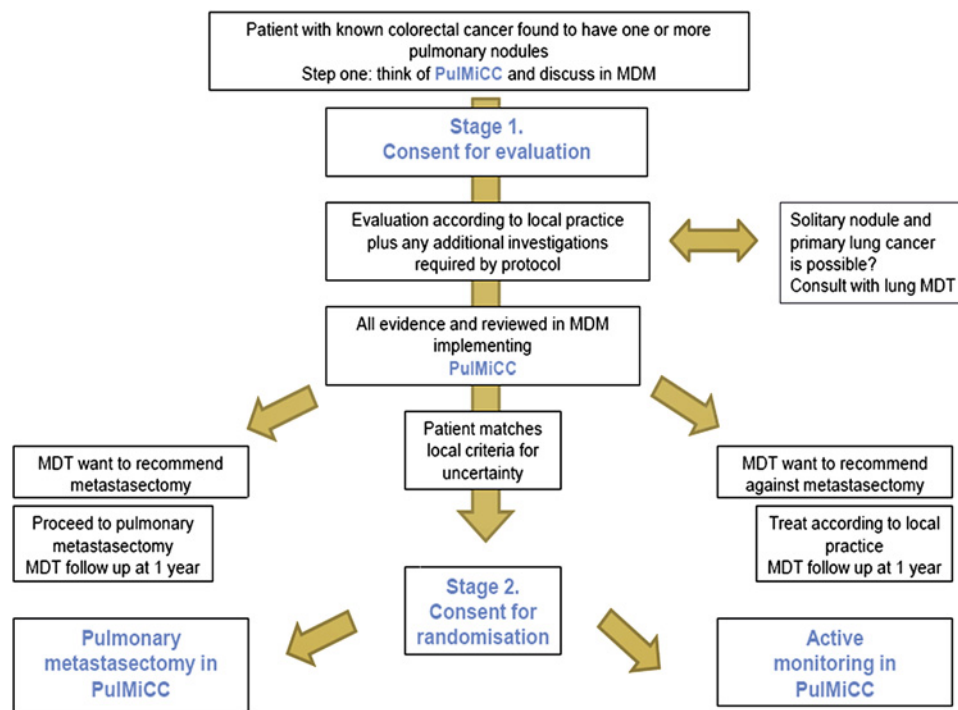 Patient with known colorectal cancer found to have one or more
pulmonary nodules
Step one: think of PulMiCC and discuss in MDM
Stage 1.
Consent for evaluation
Evaluation according to local practice
plus any additional investigations
required by protocol
Solitary nodule and
primary lung cancer
is possible?
Consult with lung MDT
All evidence and reviewed in MDM
implementing
PulMiCC
Patient matches
local criteria for
uncertainty
MDT want to recommend
metastasectomy
MDT want to recommend
against metastasectomy
Proceed to pulmonary
metastasectomy
MDT follow up at 1 year
Treat according to local
practice
MDT follow up at 1 year
Stage 2.
Consent for
randomisation
Pulmonary
metastasectomy in
PulMiCC
Active
monitoring in
PulMiCC